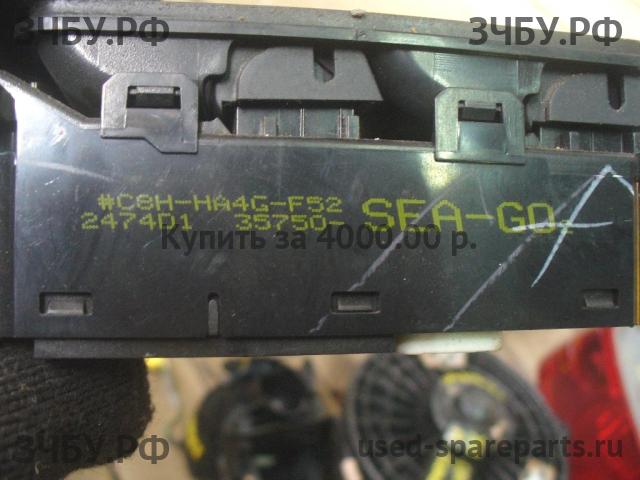 ЗЧБУ.РФ ЗЧБУ.РФ
#C8H-HA4G-F52
2474D1 35750- SEA-G0
Купить за 4000.00 р.
ЗЧБУ.РФ used-spareparts.ru